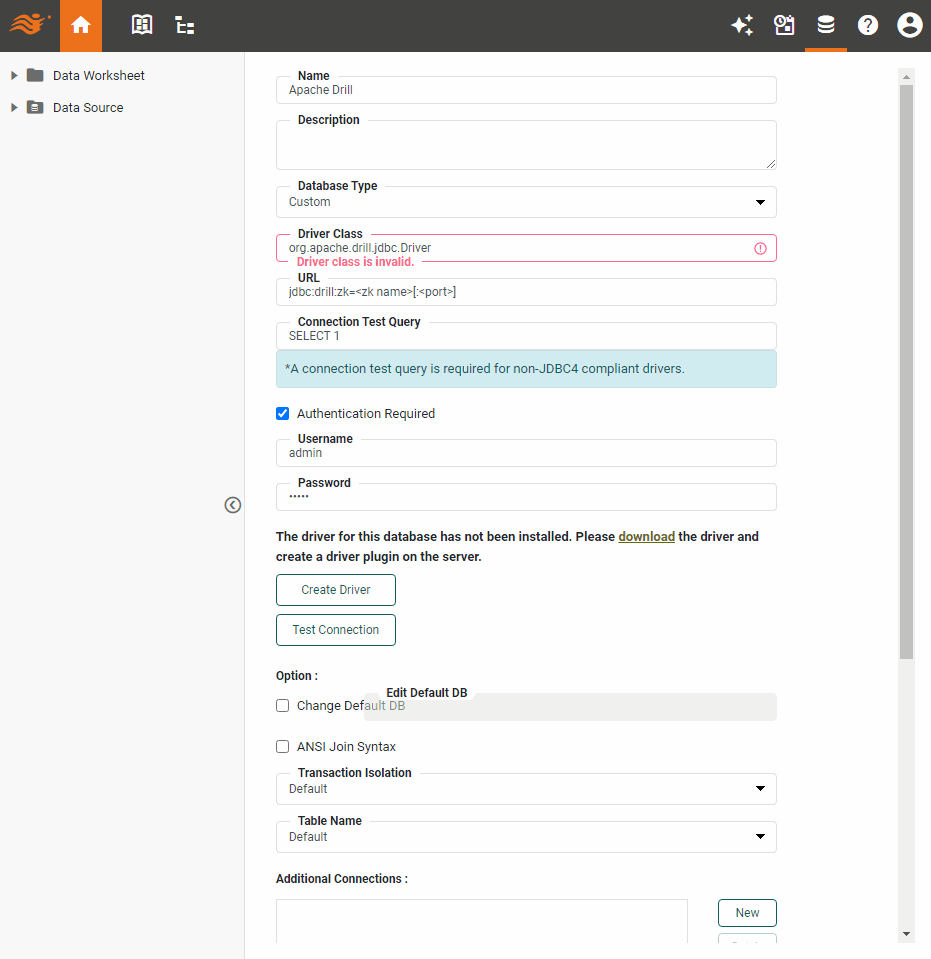 Data Worksheet
Data Source
Name
Apache Drill
Description
Database Type
Custom
Driver Class
org.apache.drill.jdbc.Driver
Driver class is invalid.
URL
jdbc:drill:zk=<zk name>[:<port>]
Connection Test Query
SELECT 1
*A connection test query is required for non-JDBC4 compliant drivers.
Authentication Required
Username
admin
Password
•••••
The driver for this database has not been installed. Please download the driver and
create a driver plugin on the server.
Create Driver
Test Connection
Option :
Edit Default DB
Change Default DB
ANSI Join Syntax
Transaction Isolation
Default
Table Name
Default
Additional Connections :
New